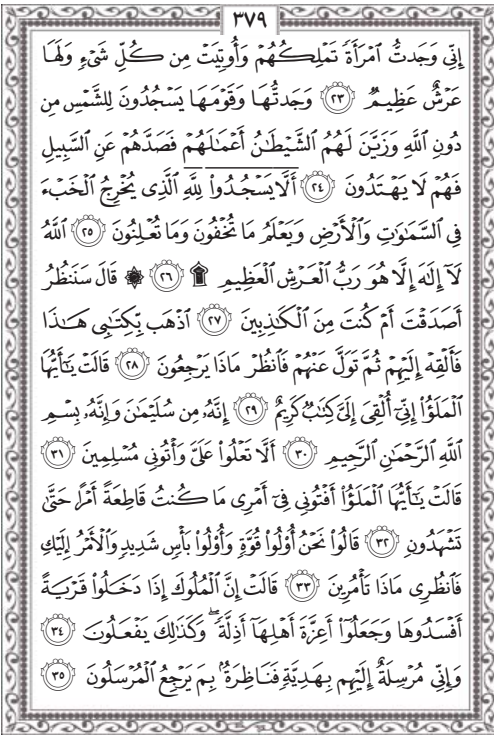 ٣٧٩
إِنِّي وَجَدتُّ ٱمْرَأَةً تَمْلِكُهُمْ وَأُوتِيَتْ مِن كُلِّ شَىْءٍ وَلَهَا
عَرْشٌ عَظِيمٌ ٢٣ وَجَدتُّهَا وَقَوْمَهَا يَسْجُدُونَ لِلشَّمْسِ مِن
دُونِ ٱللَّهِ وَزَيَّنَ لَهُمُ ٱلشَّيْطَٰنُ أَعْمَٰلَهُمْ فَصَدَّهُمْ عَنِ ٱلسَّبِيلِ
فَهُمْ لَا يَهْتَدُونَ ٢٤ أَلَّا يَسْجُدُوا۟ لِلَّهِ ٱلَّذِى يُخْرِجُ ٱلْخَبْءَ
فِى ٱلسَّمَٰوَٰتِ وَٱلْأَرْضِ وَيَعْلَمُ مَا تُخْفُونَ وَمَا تُعْلِنُونَ ٢٥ ٱللَّهُ
لَآ إِلَٰهَ إِلَّا هُوَ رَبُّ ٱلْعَرْشِ ٱلْعَظِيمِ ۩ ٢٦ ۞ قَالَ سَنَنظُرُ
أَصَدَقْتَ أَمْ كُنتَ مِنَ ٱلْكَٰذِبِينَ ٢٧ ٱذْهَب بِّكِتَٰبِى هَٰذَا
فَأَلْقِهْ إِلَيْهِمْ ثُمَّ تَوَلَّ عَنْهُمْ فَٱنظُرْ مَاذَا يَرْجِعُونَ ٢٨ قَالَتْ يَٰٓأَيُّهَا
ٱلْمَلَؤُا۟ إِنِّىٓ أُلْقِىَ إِلَىَّ كِتَٰبٌ كَرِيمٌ ٢٩ إِنَّهُۥ مِن سُلَيْمَٰنَ وَإِنَّهُۥ بِسْمِ
ٱللَّهِ ٱلرَّحْمَٰنِ ٱلرَّحِيمِ ٣٠ أَلَّا تَعْلُوا۟ عَلَىَّ وَأْتُونِى مُسْلِمِينَ ٣١
قَالَتْ يَٰٓأَيُّهَا ٱلْمَلَؤُا۟ أَفْتُونِى فِىٓ أَمْرِى مَا كُنتُ قَاطِعَةً أَمْرًا حَتَّىٰ
تَشْهَدُونِ ٣٢ قَالُوا۟ نَحْنُ أُو۟لُوا۟ قُوَّةٍ وَأُو۟لُوا۟ بَأْسٍ شَدِيدٍ وَٱلْأَمْرُ إِلَيْكِ
فَٱنظُرِى مَاذَا تَأْمُرِينَ ٣٣ قَالَتْ إِنَّ ٱلْمُلُوكَ إِذَا دَخَلُوا۟ قَرْيَةً
أَفْسَدُوهَا وَجَعَلُوٓا۟ أَعِزَّةَ أَهْلِهَآ أَذِلَّةً ۖ وَكَذَٰلِكَ يَفْعَلُونَ ٣٤
وَإِنِّى مُرْسِلَةٌ إِلَيْهِم بِهَدِيَّةٍ فَنَاظِرَةٌۢ بِمَ يَرْجِعُ ٱلْمُرْسَلُونَ ٣٥